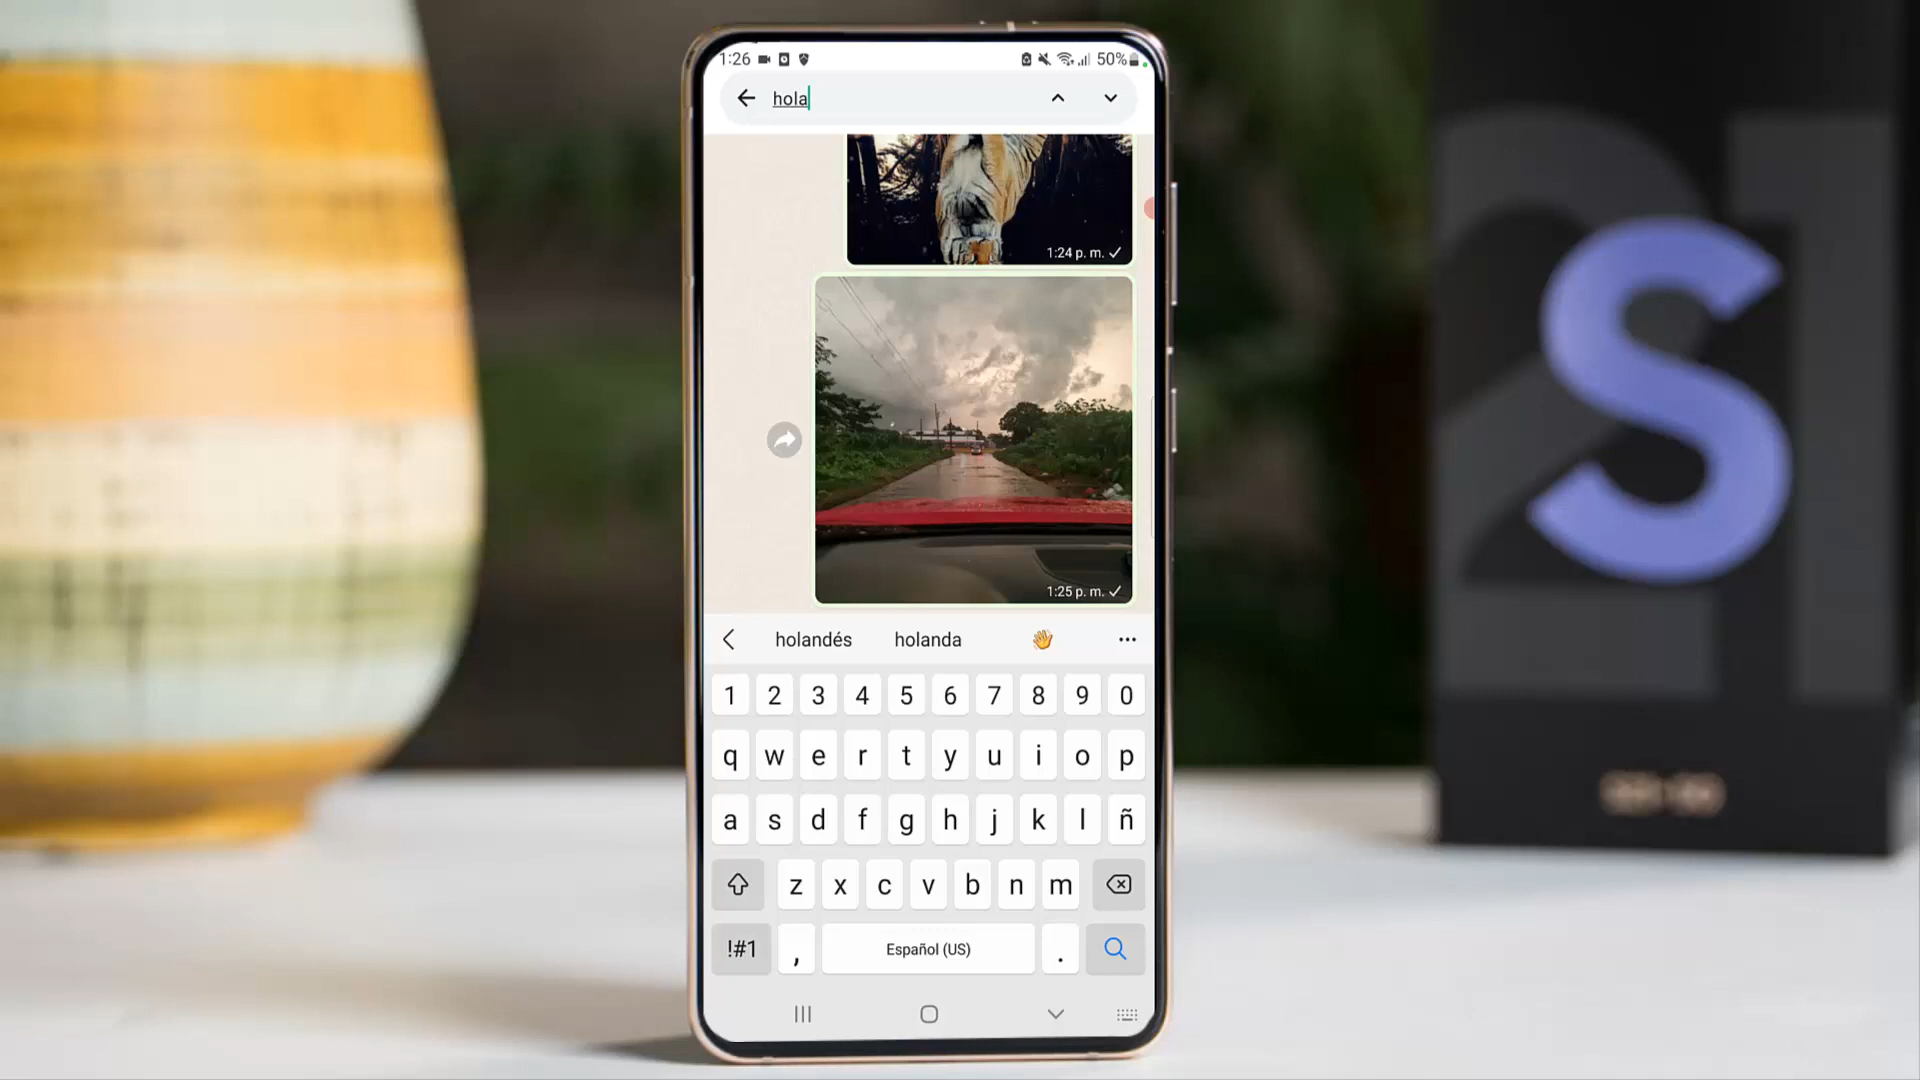 1:26
50%
hola
1:24 p. m.
1:25 p. m.
holandés holanda 👋 ...
1 2 3 4 5 6 7 8 9 0
q w e r t y u i o p
a s d f g h j k l ñ
z x c v b n m
!#1 , Español (US) .
S
21